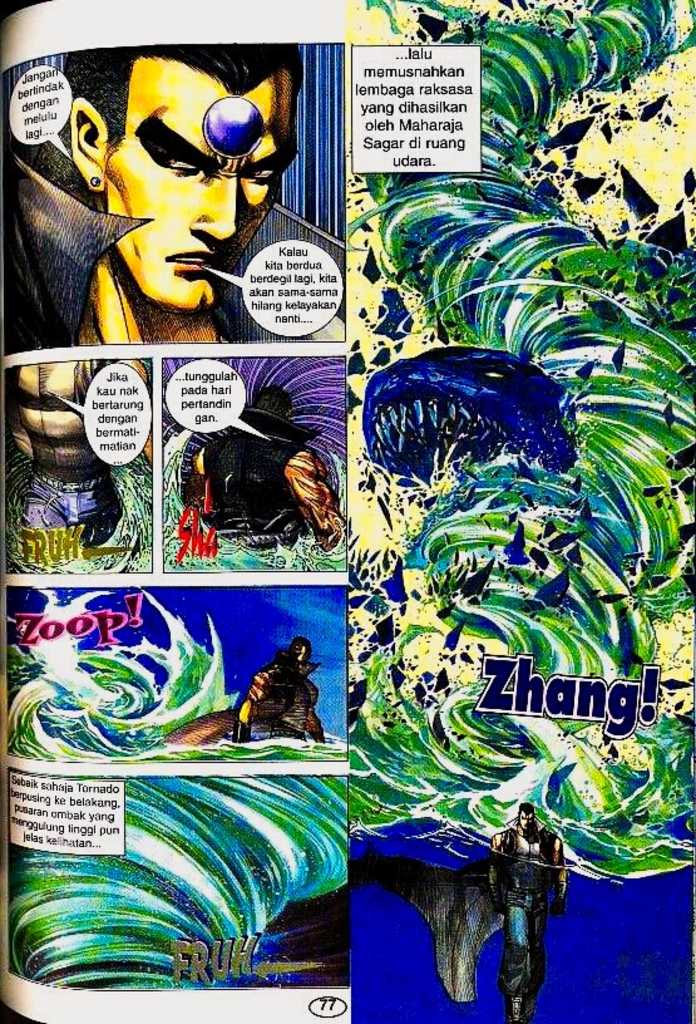 Jangan
bertindak
dengan
melulu
lagi....
Kalau
kita berdua
berdegil lagi, kita
akan sama-sama
hilang kelayakan
nanti....
Jika
kau nak
bertarung
dengan
bermati-
matian
...
FRUH
...tunggulah
pada hari
pertandin
gan.
SHA
ZOOP!
Sebaik sahaja Tornado
berpusing ke belakang,
pusaran ombak yang
menggulung tinggi pun
jelas kelihatan...
FRUH
...lalu
memusnahkan
lembaga raksasa
yang dihasilkan
oleh Maharaja
Sagar di ruang
udara.
Zhang!
77